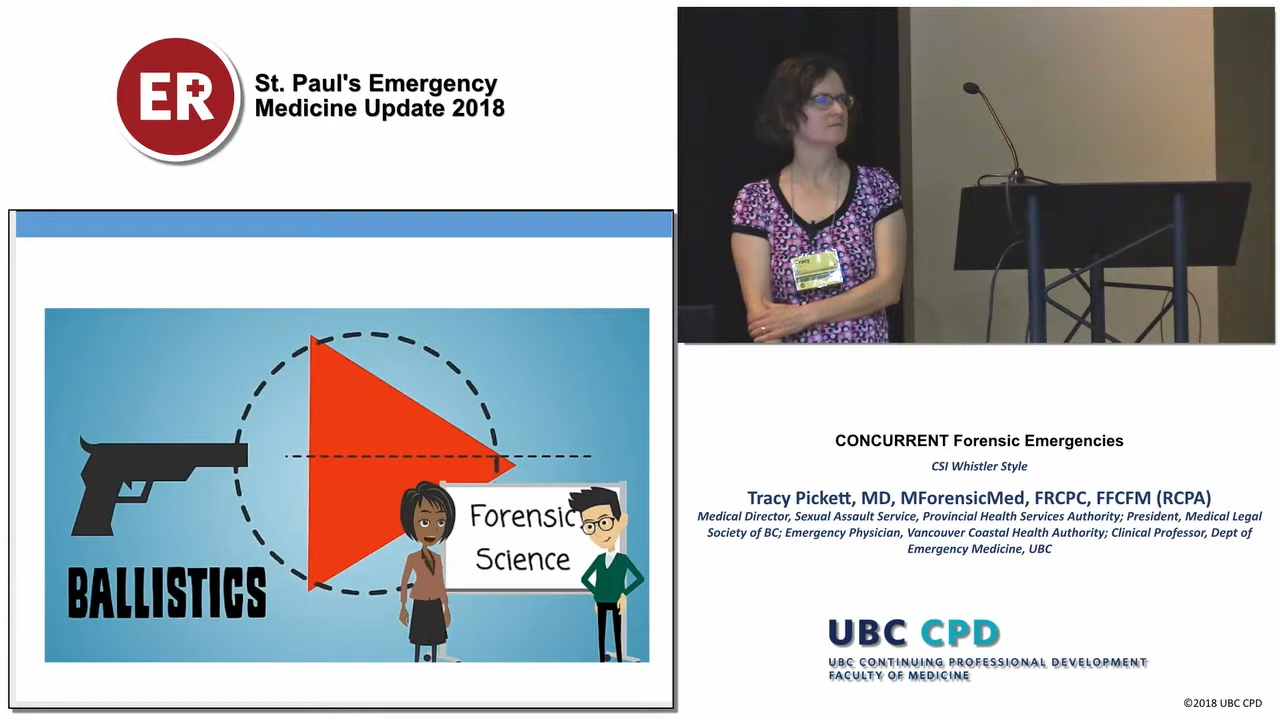 ER
St. Paul's Emergency
Medicine Update 2018
BALLISTICS
Forensic
Science
Tracy
CONCURRENT Forensic Emergencies
CSI Whistler Style
Tracy Pickett, MD, MForensicMed, FRCPC, FFCFM (RCPA)
Medical Director, Sexual Assault Service, Provincial Health Services Authority; President, Medical Legal
Society of BC; Emergency Physician, Vancouver Coastal Health Authority; Clinical Professor, Dept of
Emergency Medicine, UBC
UBC CPD
UBC CONTINUING PROFESSIONAL DEVELOPMENT
FACULTY OF MEDICINE
©2018 UBC CPD